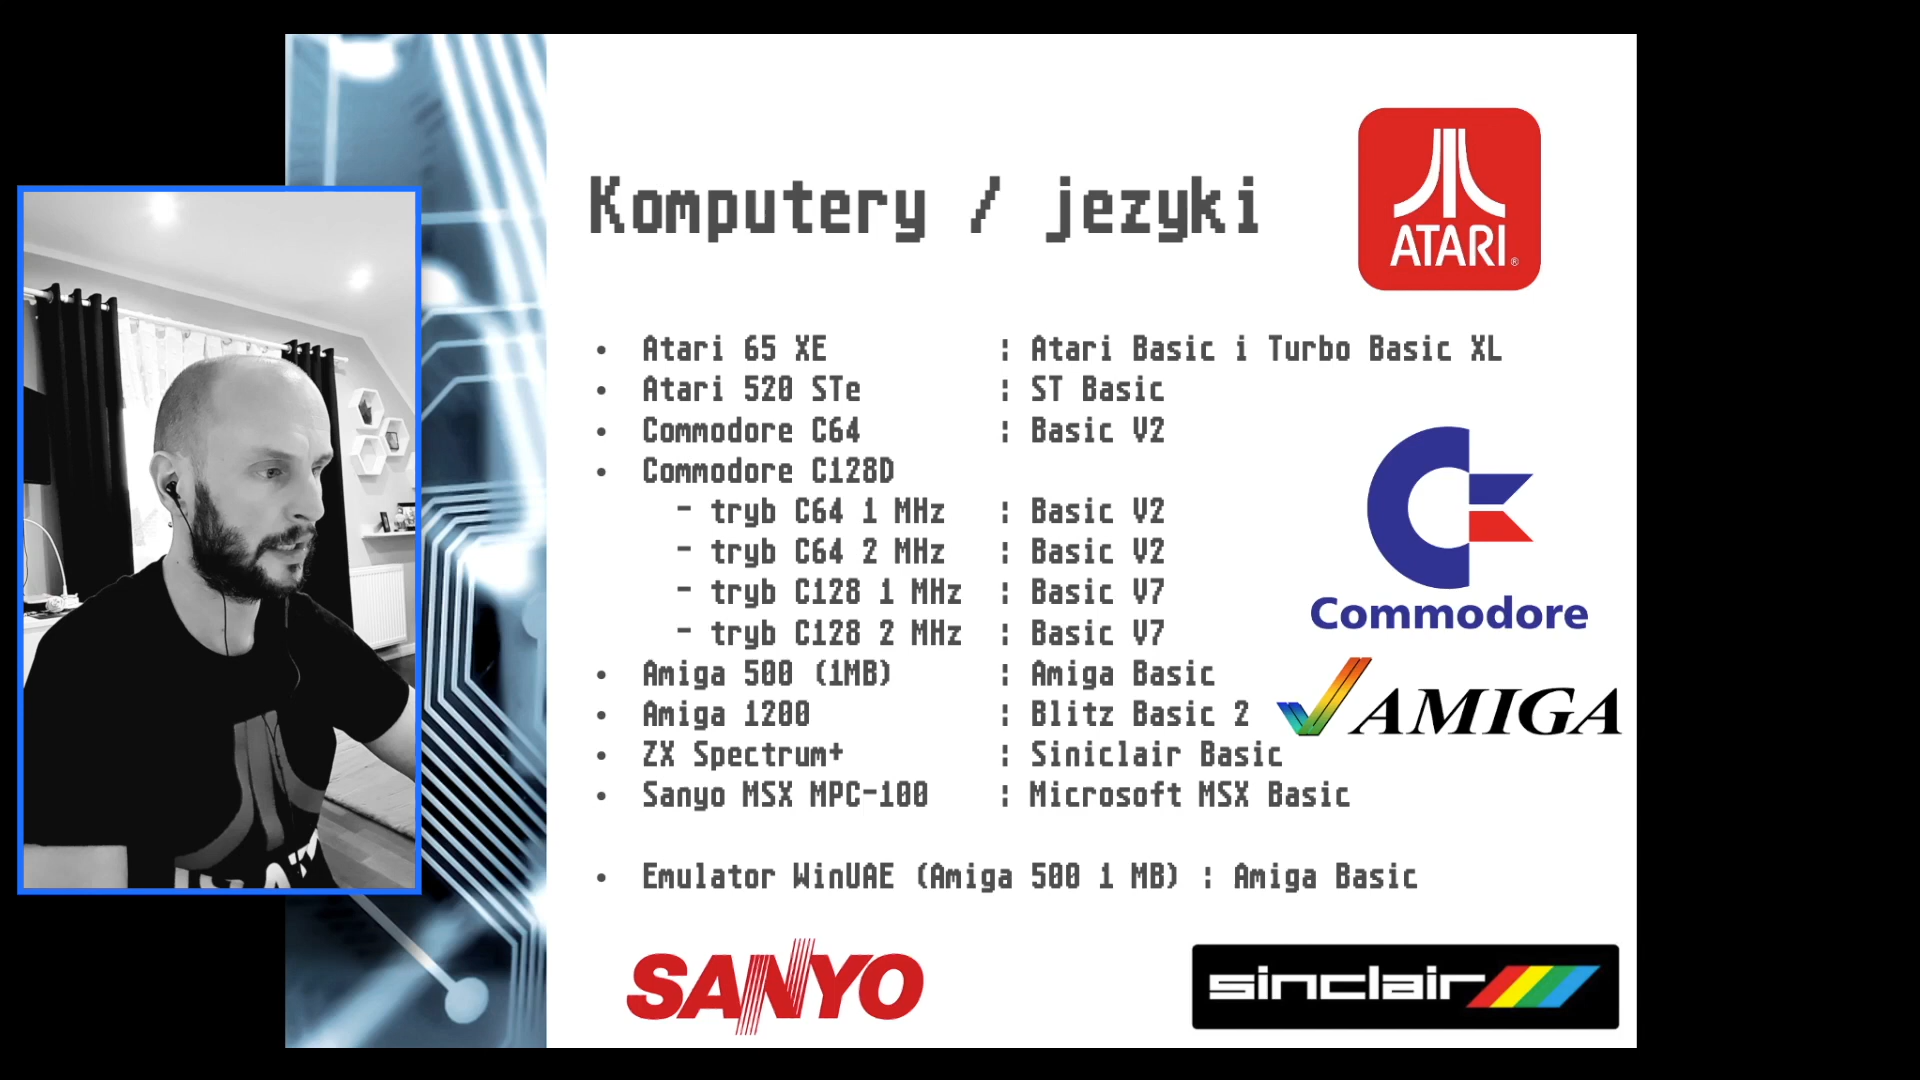 Komputery / jezyki
ATARI®
• Atari 65 XE : Atari Basic i Turbo Basic XL
• Atari 520 STe : ST Basic
• Commodore C64 : Basic V2
• Commodore C128D
- tryb C64 1 MHz : Basic V2
- tryb C64 2 MHz : Basic V2
- tryb C128 1 MHz : Basic V7
- tryb C128 2 MHz : Basic V7
Commodore
• Amiga 500 (1MB) : Amiga Basic
• Amiga 1200 : Blitz Basic 2
AMIGA
• ZX Spectrum+ : Siniclair Basic
• Sanyo MSX MPC-100 : Microsoft MSX Basic
• Emulator WinUAE (Amiga 500 1 MB) : Amiga Basic
SANYO
sinclair